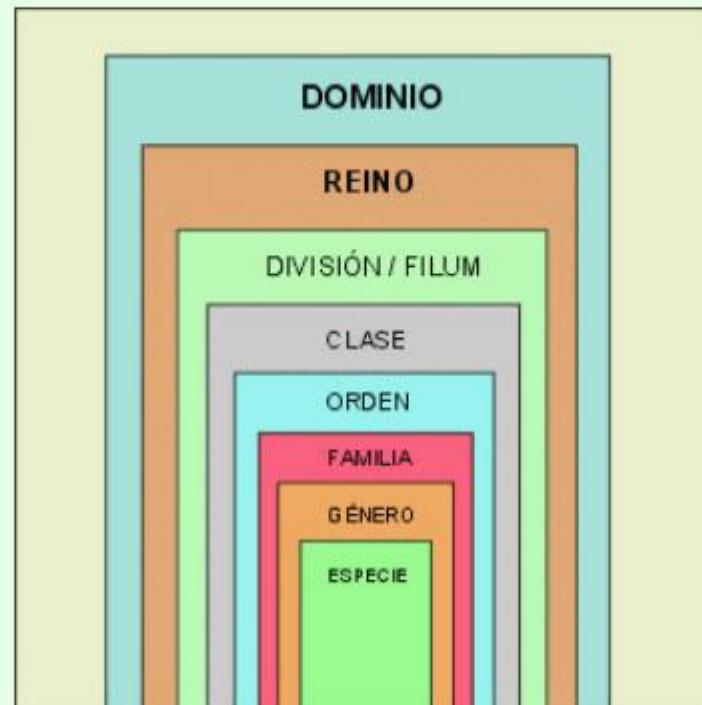 DOMINIO
REINO
DIVISIÓN / FILUM
CLASE
ORDEN
FAMILIA
GÉNERO
ESPECIE